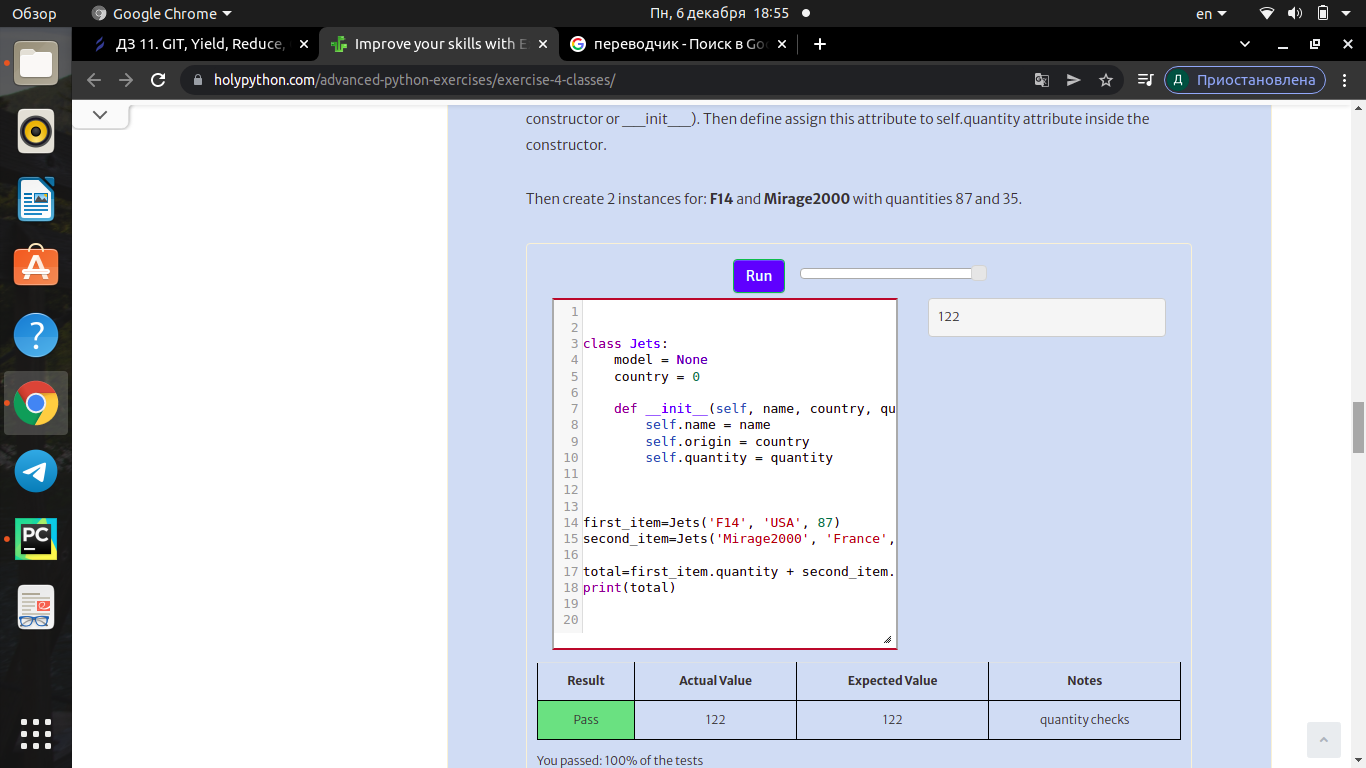 Обзор
Google Chrome
Пн, 6 декабря 18:55
en
ДЗ 11. GIT, Yield, Reduce,
Improve your skills with E
переводчик - Поиск в Go
holypython.com/advanced-python-exercises/exercise-4-classes/
Д Приостановлена
constructor or __init__). Then define assign this attribute to self.quantity attribute inside the
constructor.
Then create 2 instances for: F14 and Mirage2000 with quantities 87 and 35.
Run
122
1
2
3 class Jets:
4 model = None
5 country = 0
6
7 def __init__(self, name, country, qu
8 self.name = name
9 self.origin = country
10 self.quantity = quantity
11
12
13
14 first_item=Jets('F14', 'USA', 87)
15 second_item=Jets('Mirage2000', 'France',
16
17 total=first_item.quantity + second_item.
18 print(total)
19
20
PC
Result Actual Value Expected Value Notes
Pass 122 122 quantity checks
You passed: 100% of the tests